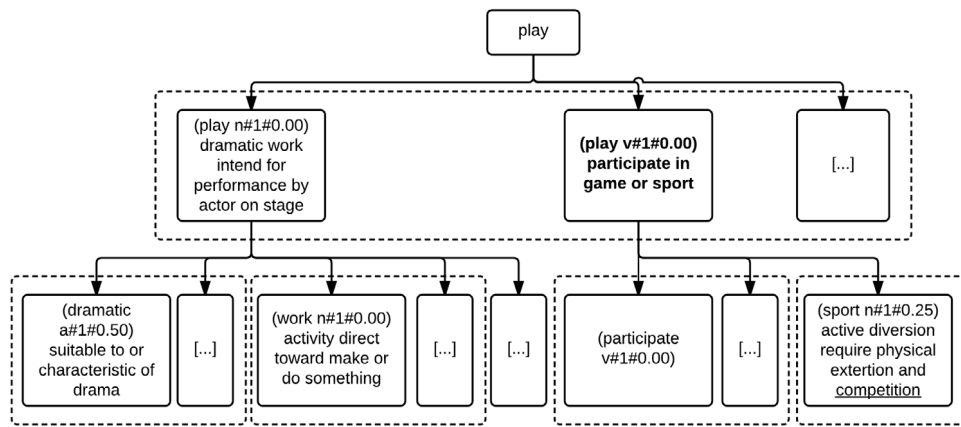 play
(play n#1#0.00)
dramatic work
intend for
performance by
actor on stage
(play v#1#0.00)
participate in
game or sport
[...]
(dramatic
a#1#0.50)
suitable to or
characteristic of
drama
[...]
(work n#1#0.00)
activity direct
toward make or
do something
[...]
[...]
(participate
v#1#0.00)
[...]
(sport n#1#0.25)
active diversion
require physical
extertion and
competition